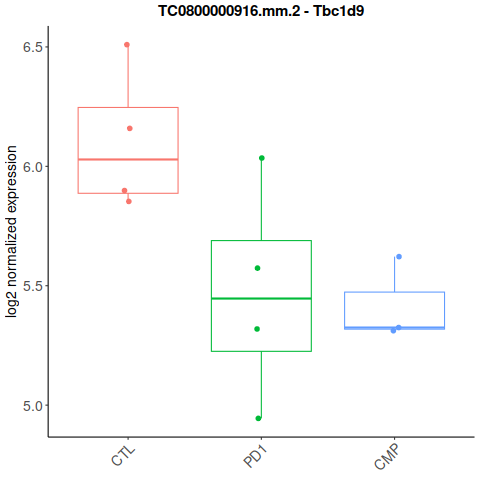 TC0800000916.mm.2 - Tbc1d9
log2 normalized expression
6.5
6.0
5.5
5.0
CTL
PD1
CMP